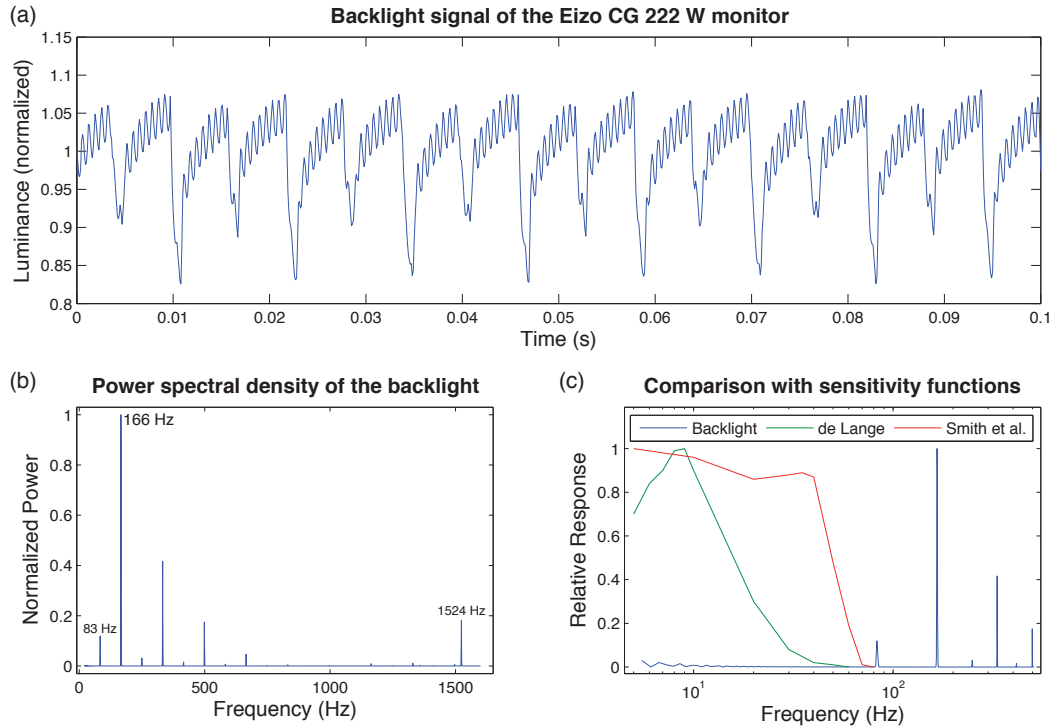 (a)
Backlight signal of the Eizo CG 222 W monitor
Luminance (normalized)
1.15
1.1
1.05
1
0.95
0.9
0.85
0.8
0 0.01 0.02 0.03 0.04 0.05 0.06 0.07 0.08 0.09 0.1
Time (s)
(b)
Power spectral density of the backlight
Normalized Power
1
0.8
0.6
0.4
0.2
0
166 Hz
83 Hz
1524 Hz
0 500 1000 1500
Frequency (Hz)
(c)
Comparison with sensitivity functions
Backlight de Lange Smith et al.
Relative Response
1
0.8
0.6
0.4
0.2
0
10^1 10^2
Frequency (Hz)